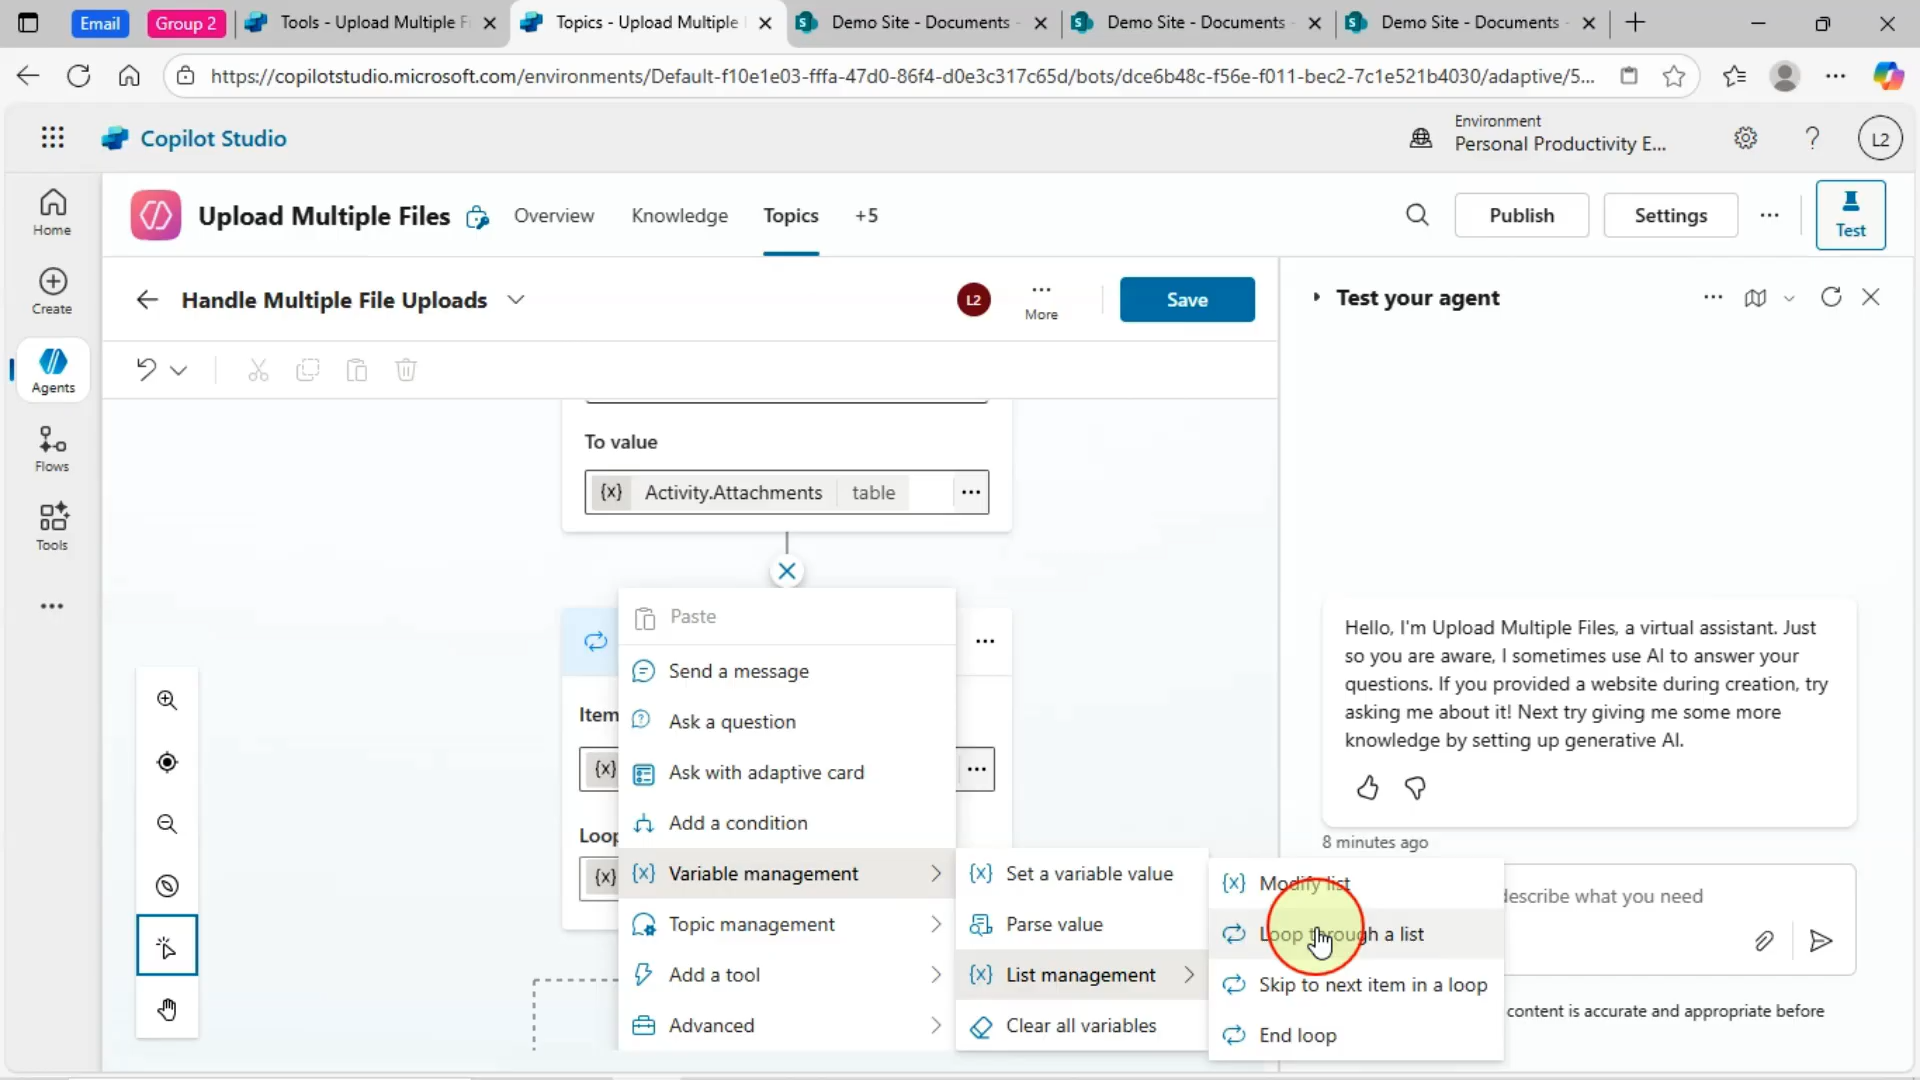 Email
Group 2
Tools - Upload Multiple F
Topics - Upload Multiple
Demo Site - Documents
Demo Site - Documents
Demo Site - Documents
https://copilotstudio.microsoft.com/environments/Default-f10e1e03-fffa-47d0-86f4-d0e3c317c65d/bots/dce6b48c-f56e-f011-bec2-7c1e521b4030/adaptive/5...
Copilot Studio
Environment
Personal Productivity E...
L2
Home
Create
Agents
Flows
Tools
Upload Multiple Files
Overview
Knowledge
Topics
+5
Publish
Settings
Test
Handle Multiple File Uploads
L2
More
Save
Test your agent
To value
{x} Activity.Attachments table
Item
{x}
Loop
{x}
Paste
Send a message
Ask a question
Ask with adaptive card
Add a condition
{x} Variable management
Topic management
Add a tool
Advanced
{x} Set a variable value
Parse value
{x} List management
Clear all variables
{x} Modify list
Loop through a list
Skip to next item in a loop
End loop
Hello, I'm Upload Multiple Files, a virtual assistant. Just
so you are aware, I sometimes use AI to answer your
questions. If you provided a website during creation, try
asking me about it! Next try giving me some more
knowledge by setting up generative AI.
8 minutes ago
describe what you need
content is accurate and appropriate before